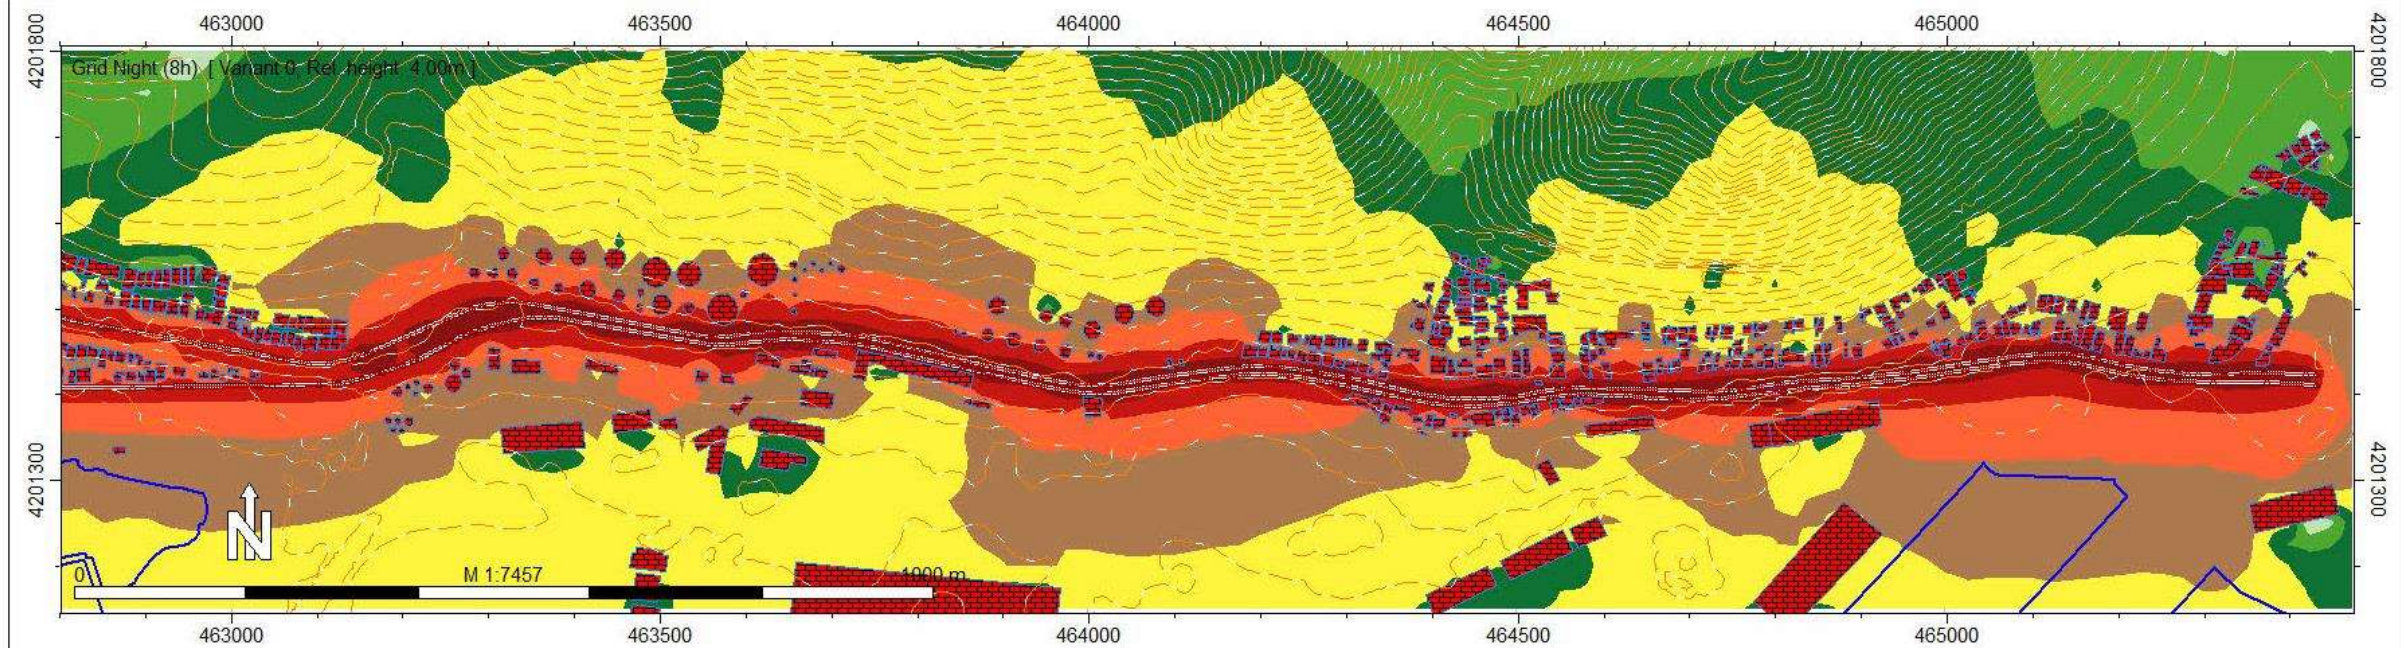 463000 463500 464000 464500 465000
4201800 4201800
Grid Night (8h) [ Variant 0, Rel. height 4.00m ]
4201300 4201300
N
0 M 1:7457 1000 m
463000 463500 464000 464500 465000